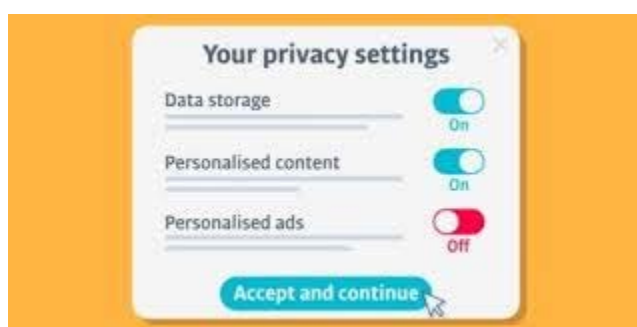 Your privacy settings
Data storage
On
Personalised content
On
Personalised ads
Off
Accept and continue